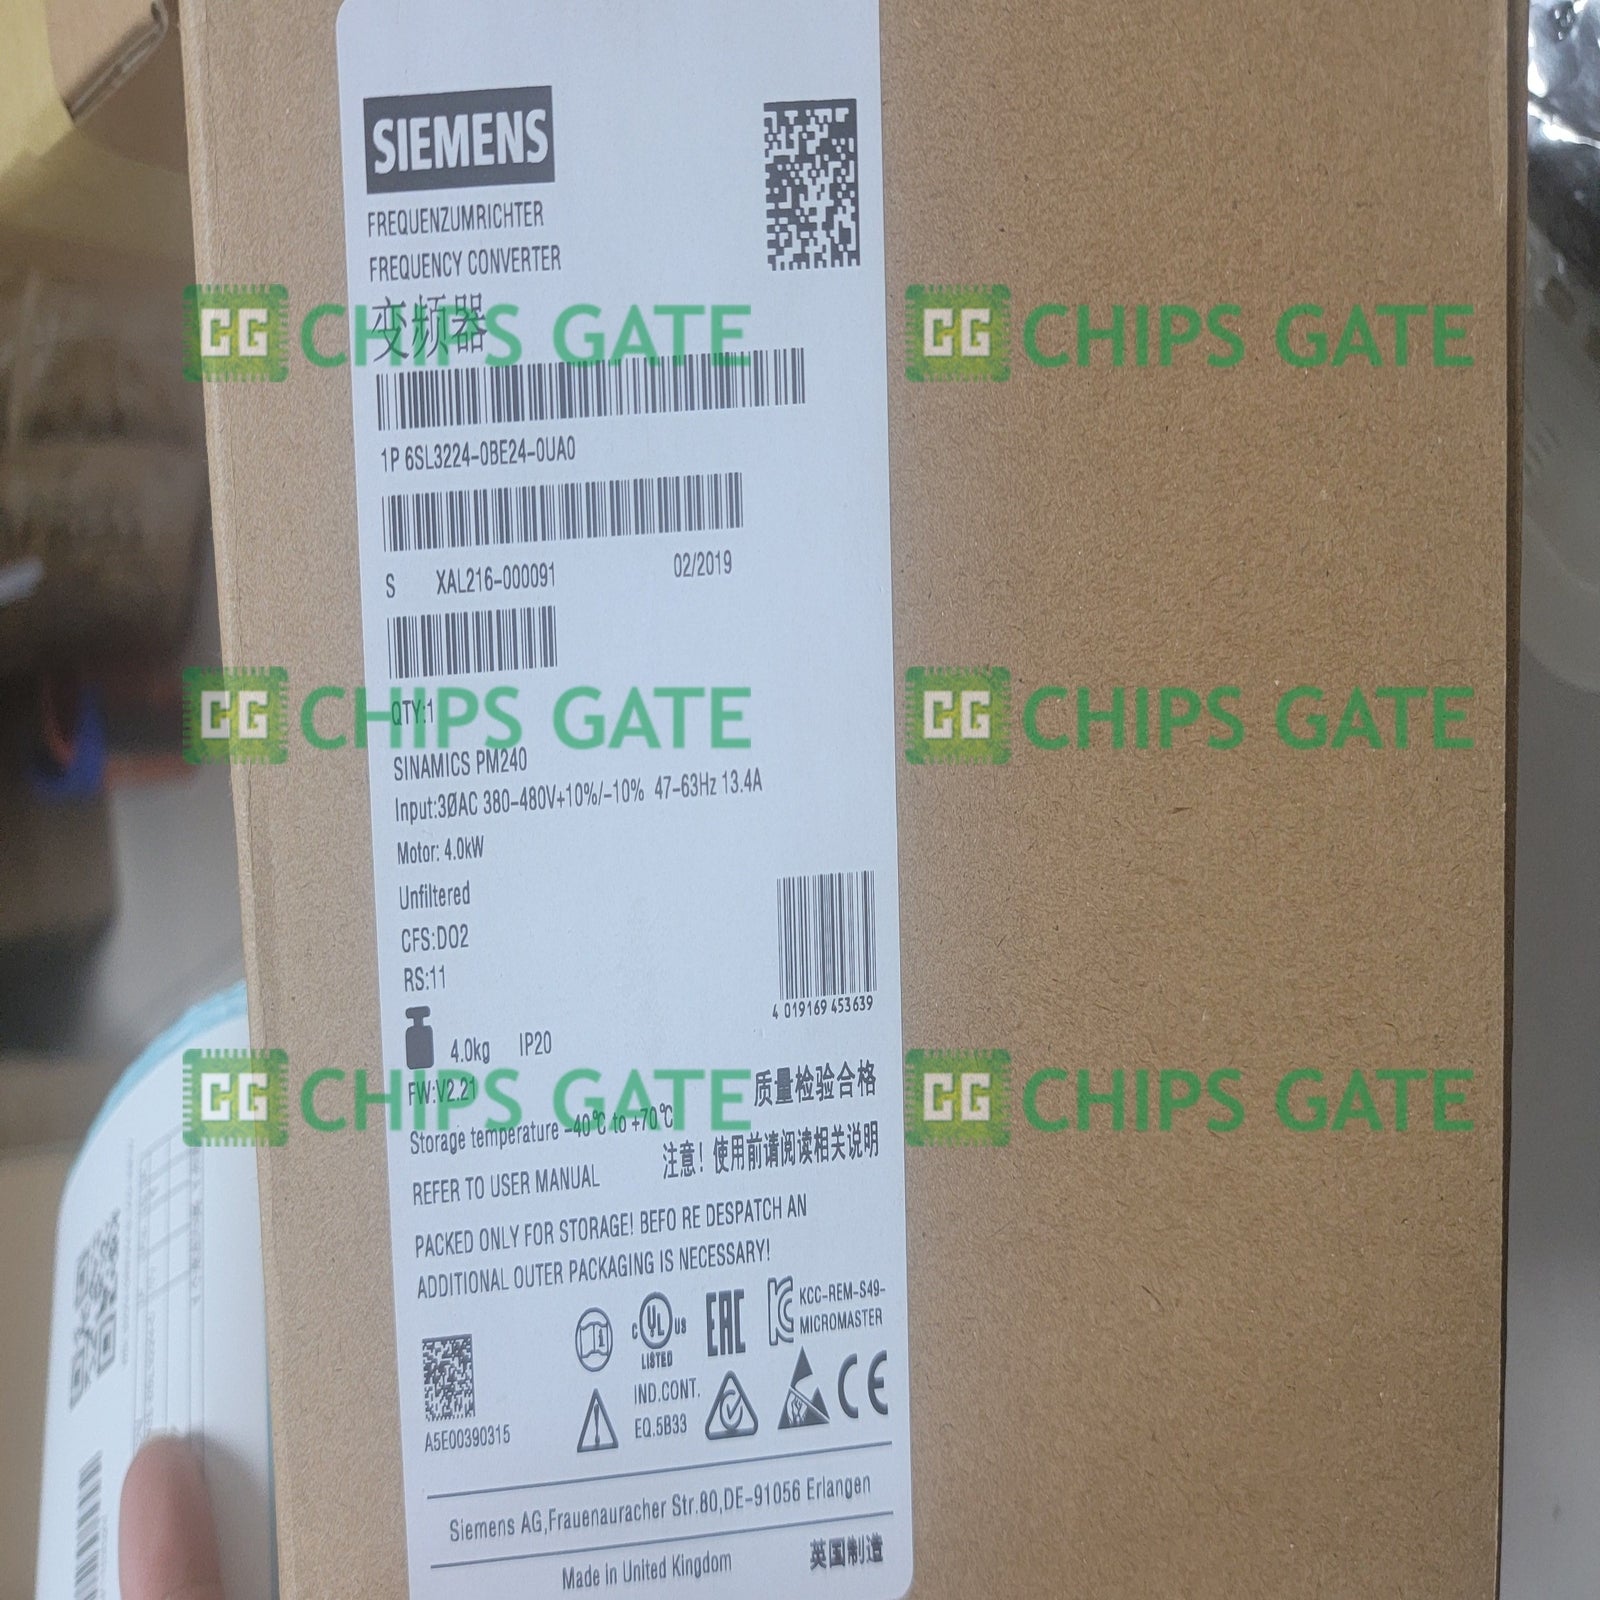 SIEMENS
FREQUENZUMRICHTER
FREQUENCY CONVERTER
变频器
1P 6SL3224-0BE24-0UA0
S XAL216-000091 02/2019
QTY:1
SINAMICS PM240
Input:3ØAC 380-480V+10%/-10% 47-63Hz 13.4A
Motor: 4.0kW
Unfiltered
CFS:D02
RS:11
4 019169 453639
4.0kg IP20
FW:V2.21
质量检验合格
Storage temperature -40℃ to +70℃
注意！使用前请阅读相关说明
REFER TO USER MANUAL
PACKED ONLY FOR STORAGE! BEFO RE DESPATCH AN
ADDITIONAL OUTER PACKAGING IS NECESSARY!
C UL US
LISTED
EAC
KCC-REM-S49-
MICROMASTER
IND.CONT.
EQ.5B33
CE
A5E00390315
Siemens AG,Frauenauracher Str.80,DE-91056 Erlangen
Made in United Kingdom 英国制造
CG CHIPS GATE
CG CHIPS GATE
CG CHIPS GATE
CG CHIPS GATE
CG CHIPS GATE
CG CHIPS GATE